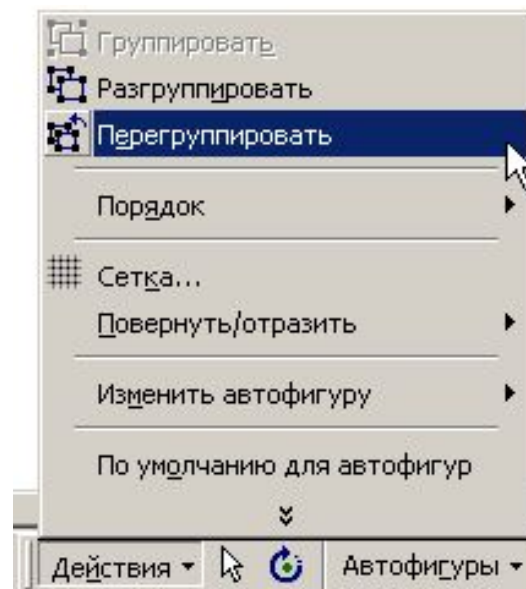 Группировать
Разгруппировать
Перегруппировать
Порядок
Сетка...
Повернуть/отразить
Изменить автофигуру
По умолчанию для автофигур
Действия Автофигуры